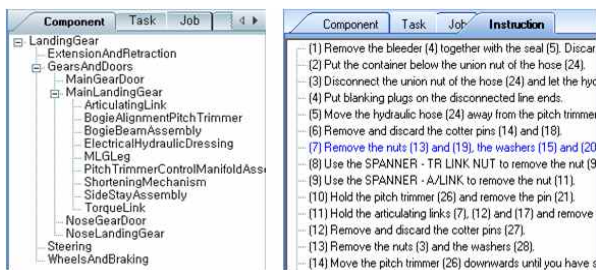 Component Task Job
LandingGear
ExtensionAndRetraction
GearsAndDoors
MainGearDoor
MainLandingGear
ArticulatingLink
BogieAlignmentPitchTrimmer
BogieBeamAssembly
ElectricalHydraulicDressing
MLGLeg
PitchTrimmerControlManifoldAsse
ShorteningMechanism
SideStayAssembly
TorqueLink
NoseGearDoor
NoseLandingGear
Steering
WheelsAndBraking
Component Task Job Instruction
(1) Remove the bleeder (4) together with the seal (5). Discar
(2) Put the container below the union nut of the hose (24).
(3) Disconnect the union nut of the hose (24) and let the hyd
(4) Put blanking plugs on the disconnected line ends.
(5) Move the hydraulic hose (24) away from the pitch trimmer
(6) Remove and discard the cotter pins (14) and (18).
(7) Remove the nuts (13) and (19), the washers (15) and (20
(8) Use the SPANNER - TR LINK NUT to remove the nut (9
(9) Use the SPANNER - A/LINK to remove the nut (11).
(10) Hold the pitch trimmer (26) and remove the pin (21).
(11) Hold the articulating links (7), (12) and (17) and remove
(12) Remove and discard the cotter pins (27).
(13) Remove the nuts (3) and the washers (28).
(14) Move the pitch trimmer (26) downwards until you have s